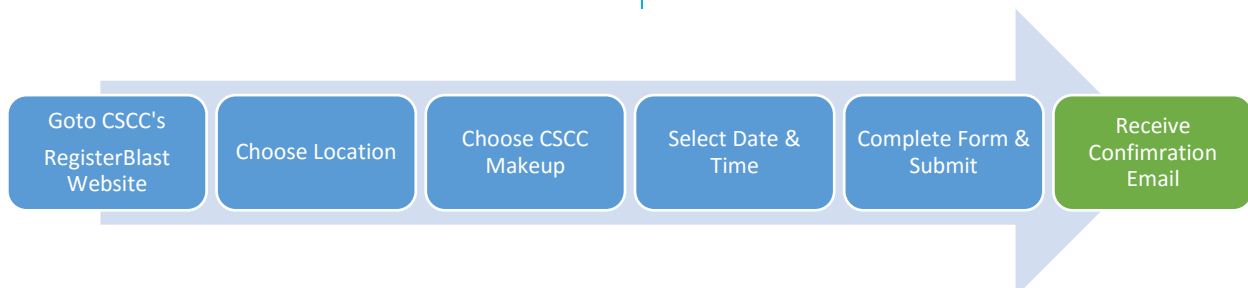 Goto CSCC's
RegisterBlast
Website
Choose Location
Choose CSCC
Makeup
Select Date &
Time
Complete Form &
Submit
Receive
Confimration
Email